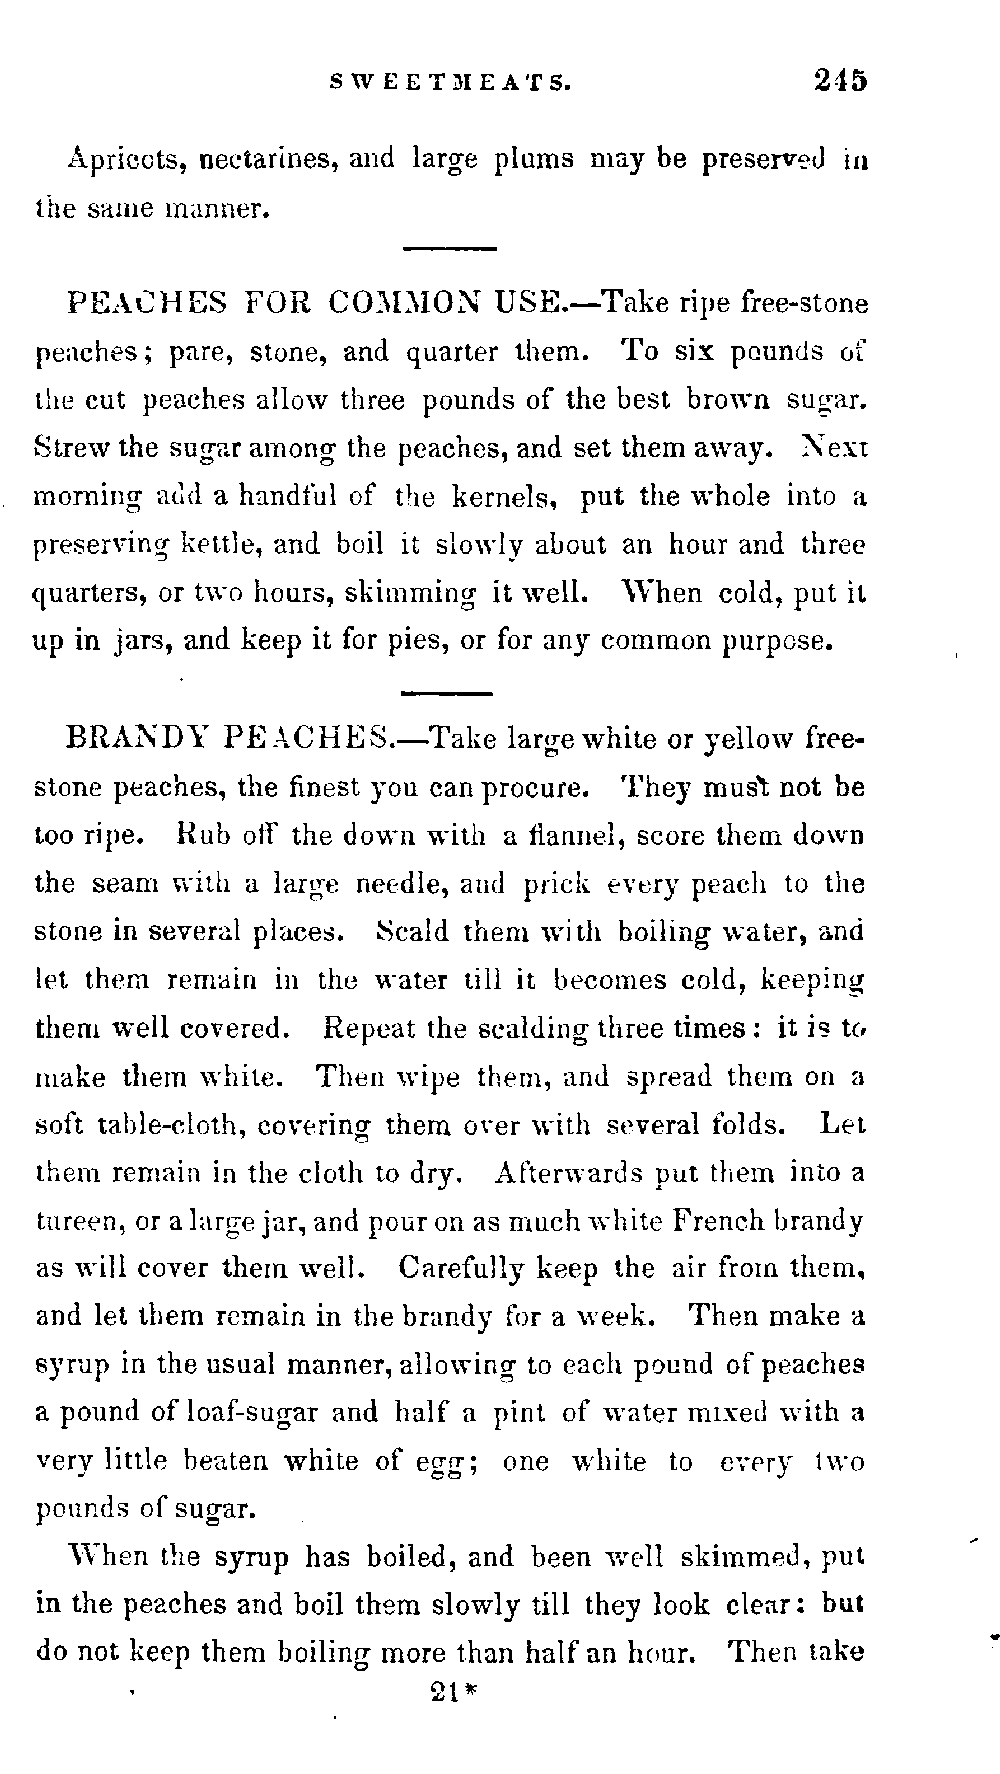 SWEETMEATS. 245
Apricots, nectarines, and large plums may be preserved in
the same manner.
PEACHES FOR COMMON USE.—Take ripe free-stone
peaches; pare, stone, and quarter them. To six pounds of
the cut peaches allow three pounds of the best brown sugar.
Strew the sugar among the peaches, and set them away. Next
morning add a handful of the kernels, put the whole into a
preserving kettle, and boil it slowly about an hour and three
quarters, or two hours, skimming it well. When cold, put it
up in jars, and keep it for pies, or for any common purpose.
BRANDY PEACHES.—Take large white or yellow free-
stone peaches, the finest you can procure. They must not be
too ripe. Rub off the down with a flannel, score them down
the seam with a large needle, and prick every peach to the
stone in several places. Scald them with boiling water, and
let them remain in the water till it becomes cold, keeping
them well covered. Repeat the scalding three times: it is to
make them white. Then wipe them, and spread them on a
soft table-cloth, covering them over with several folds. Let
them remain in the cloth to dry. Afterwards put them into a
tureen, or a large jar, and pour on as much white French brandy
as will cover them well. Carefully keep the air from them,
and let them remain in the brandy for a week. Then make a
syrup in the usual manner, allowing to each pound of peaches
a pound of loaf-sugar and half a pint of water mixed with a
very little beaten white of egg; one white to every two
pounds of sugar.
When the syrup has boiled, and been well skimmed, put
in the peaches and boil them slowly till they look clear: but
do not keep them boiling more than half an hour. Then take
21*